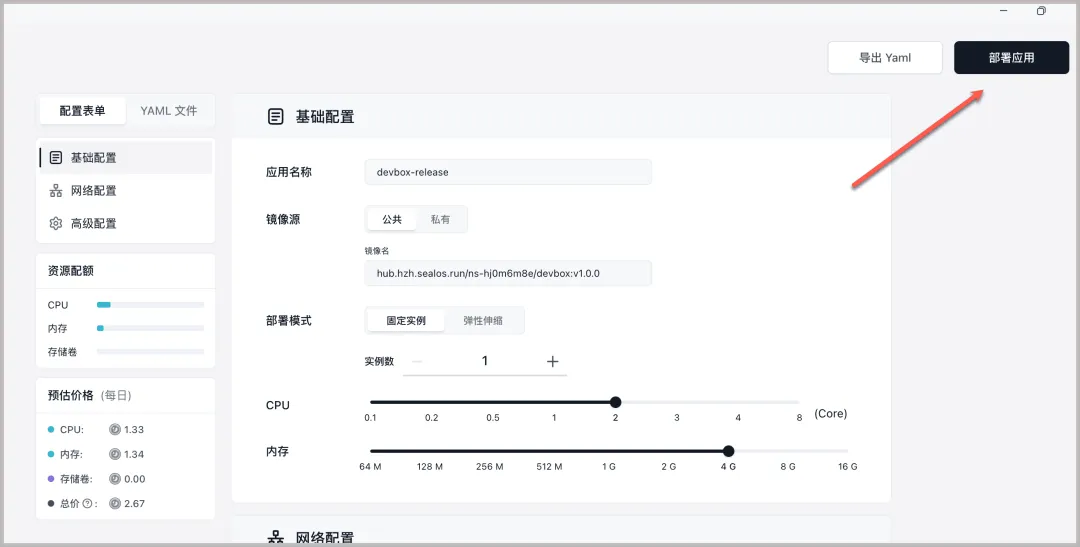 导出 Yaml
部署应用
配置表单
YAML 文件
基础配置
网络配置
高级配置
资源配额
CPU
内存
存储卷
预估价格 (每日)
CPU: 1.33
内存: 1.34
存储卷: 0.00
总价 ? : 2.67
基础配置
应用名称
devbox-release
镜像源
公共
私有
镜像名
hub.hzh.sealos.run/ns-hj0m6m8e/devbox:v1.0.0
部署模式
固定实例
弹性伸缩
实例数
— 1 +
CPU
0.1 0.2 0.5 1 2 3 4 8 (Core)
内存
64 M 128 M 256 M 512 M 1 G 2 G 4 G 8 G 16 G
网络配置